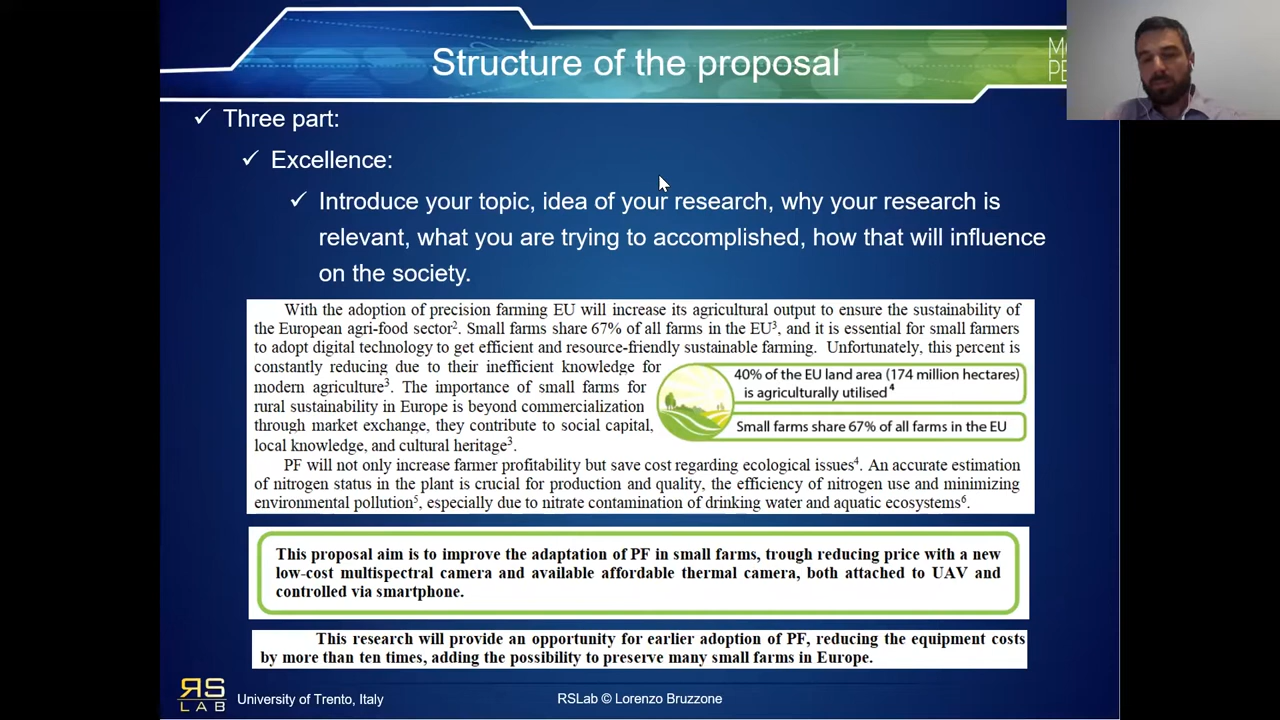 Structure of the proposal
Three part:
Excellence:
Introduce your topic, idea of your research, why your research is
relevant, what you are trying to accomplished, how that will influence
on the society.
With the adoption of precision farming EU will increase its agricultural output to ensure the sustainability of
the European agri-food sector². Small farms share 67% of all farms in the EU³, and it is essential for small farmers
to adopt digital technology to get efficient and resource-friendly sustainable farming. Unfortunately, this percent is
constantly reducing due to their inefficient knowledge for
modern agriculture³. The importance of small farms for
rural sustainability in Europe is beyond commercialization
through market exchange, they contribute to social capital,
local knowledge, and cultural heritage³.
40% of the EU land area (174 million hectares)
is agriculturally utilised⁴
Small farms share 67% of all farms in the EU
PF will not only increase farmer profitability but save cost regarding ecological issues⁴. An accurate estimation
of nitrogen status in the plant is crucial for production and quality, the efficiency of nitrogen use and minimizing
environmental pollution⁵, especially due to nitrate contamination of drinking water and aquatic ecosystems⁶.
This proposal aim is to improve the adaptation of PF in small farms, trough reducing price with a new
low-cost multispectral camera and available affordable thermal camera, both attached to UAV and
controlled via smartphone.
This research will provide an opportunity for earlier adoption of PF, reducing the equipment costs
by more than ten times, adding the possibility to preserve many small farms in Europe.
RS
LAB
University of Trento, Italy
RSLab © Lorenzo Bruzzone